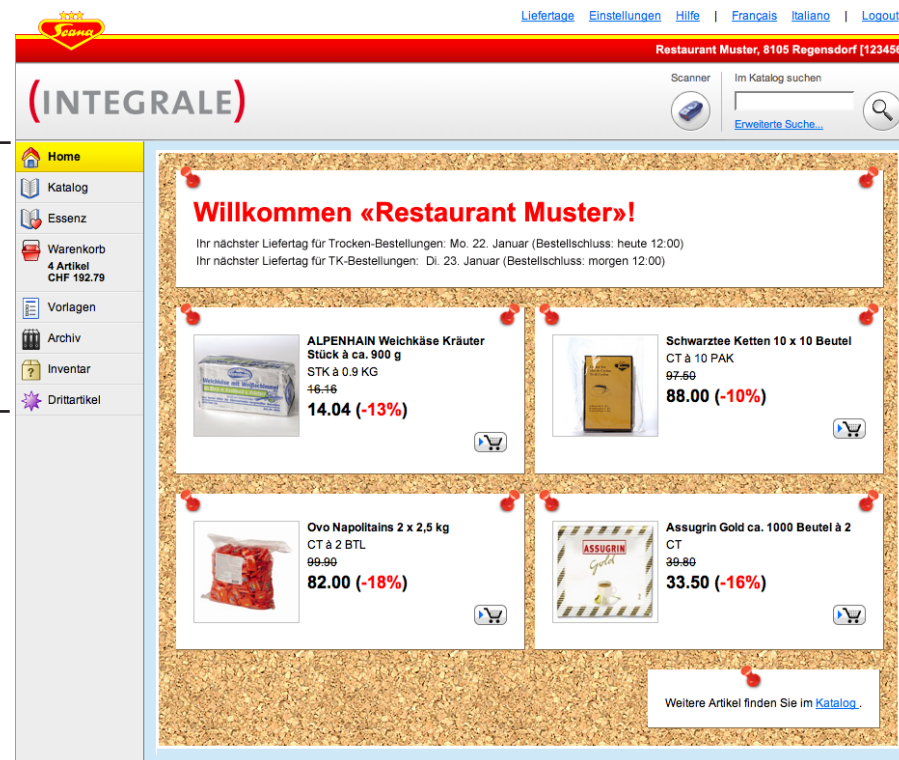 Scana
Liefertage Einstellungen Hilfe | Français Italiano | Logout
Restaurant Muster, 8105 Regensdorf [123456
(INTEGRALE)
Scanner
Im Katalog suchen
Erweiterte Suche...
Home
Katalog
Essenz
Warenkorb
4 Artikel
CHF 192.79
Vorlagen
Archiv
Inventar
Drittartikel
Willkommen «Restaurant Muster»!
Ihr nächster Liefertag für Trocken-Bestellungen: Mo. 22. Januar (Bestellschluss: heute 12:00)
Ihr nächster Liefertag für TK-Bestellungen: Di. 23. Januar (Bestellschluss: morgen 12:00)
ALPENHAIN Weichkäse Kräuter
Stück à ca. 900 g
STK à 0.9 KG
16.16
14.04 (-13%)
Schwarztee Ketten 10 x 10 Beutel
CT à 10 PAK
97.50
88.00 (-10%)
Ovo Napolitains 2 x 2,5 kg
CT à 2 BTL
99.90
82.00 (-18%)
ASSUGRIN
Gold
Assugrin Gold ca. 1000 Beutel à 2
CT
39.80
33.50 (-16%)
Weitere Artikel finden Sie im Katalog .